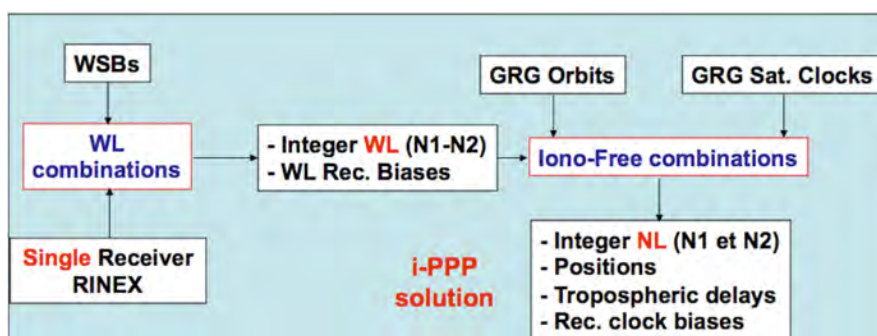 WSBs
GRG Orbits
GRG Sat. Clocks
WL
combinations
- Integer WL (N1-N2)
- WL Rec. Biases
Iono-Free combinations
Single Receiver
RINEX
i-PPP
solution
- Integer NL (N1 et N2)
- Positions
- Tropospheric delays
- Rec. clock biases